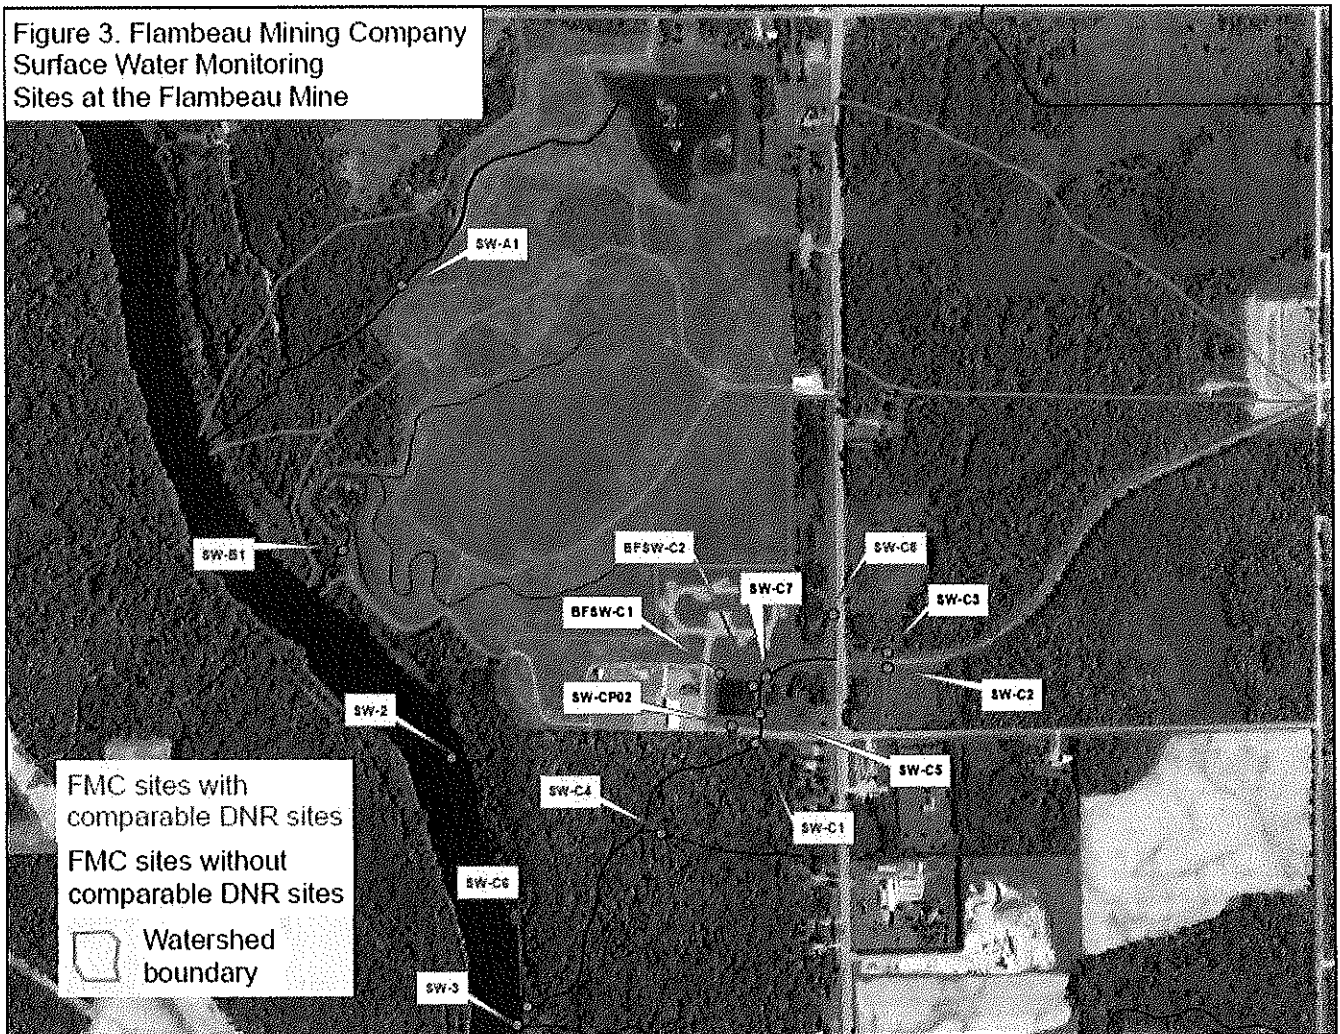 Figure 3. Flambeau Mining Company
Surface Water Monitoring
Sites at the Flambeau Mine
SW-A1
SW-B1
BFSW-C2
SW-C8
SW-C7
SW-C3
BFSW-C1
SW-C2
SW-CP02
SW-2
SW-C5
SW-C4
SW-C1
SW-C6
SW-3
FMC sites with
comparable DNR sites
FMC sites without
comparable DNR sites
Watershed
boundary